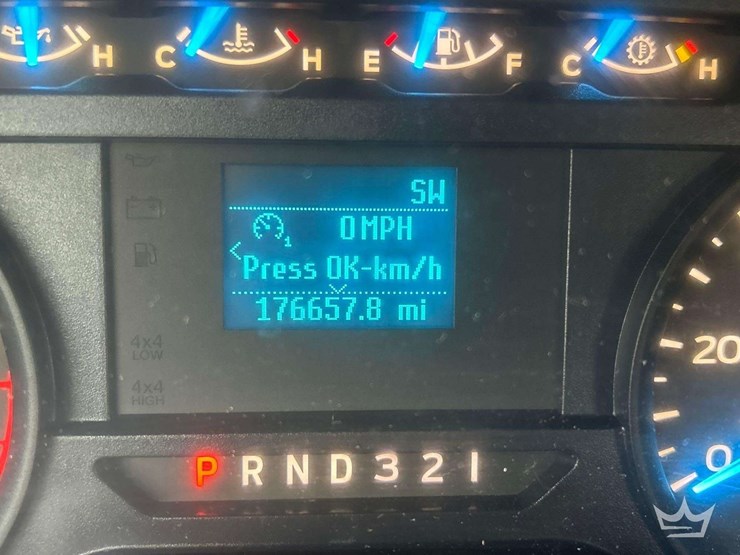 H C H E F C H
SW
0 MPH
Press OK-km/h
176657.8 mi
4x4
LOW
4x4
HIGH
20
0
P R N D 3 2 1